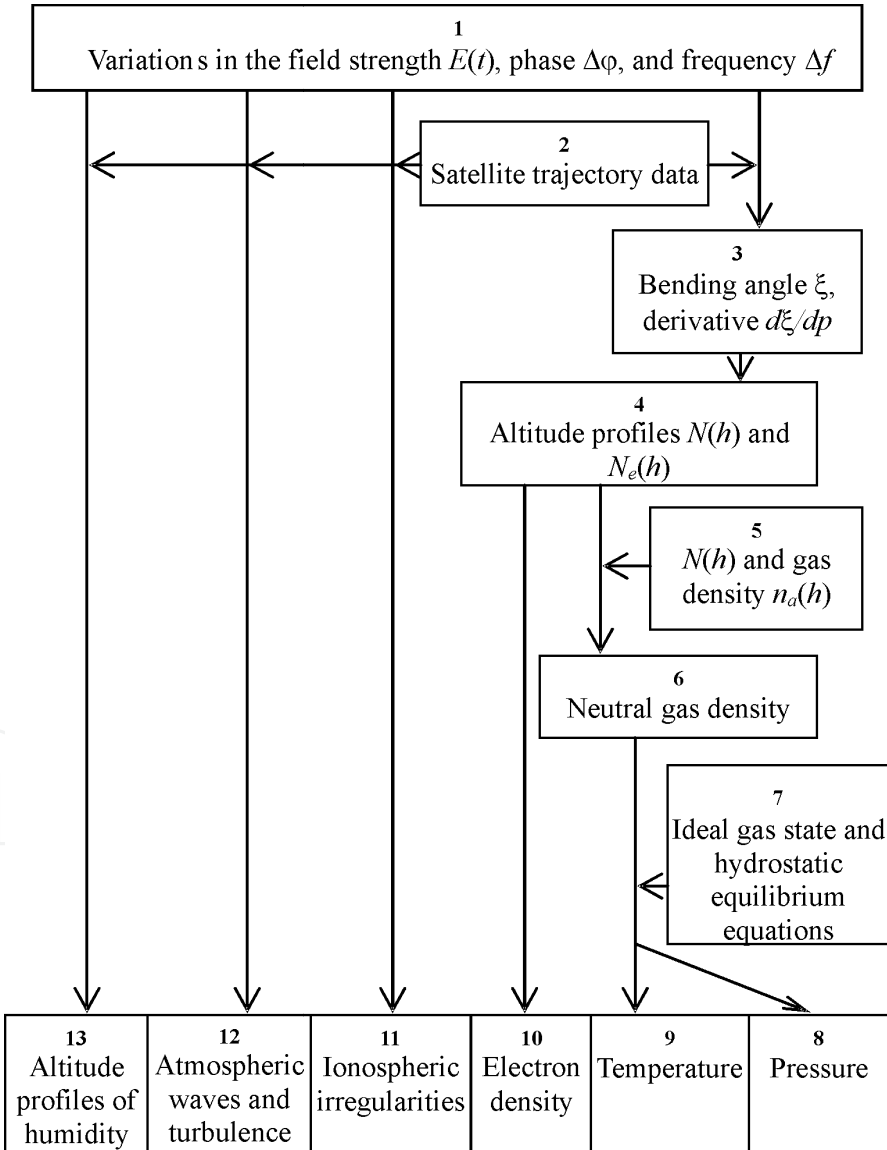 1
Variations in the field strength E(t), phase Δφ, and frequency Δf
2
Satellite trajectory data
3
Bending angle ξ,
derivative dξ/dp
4
Altitude profiles N(h) and
Nₑ(h)
5
N(h) and gas
density nₐ(h)
6
Neutral gas density
7
Ideal gas state and
hydrostatic
equilibrium
equations
13
Altitude
profiles of
humidity
12
Atmospheric
waves and
turbulence
11
Ionospheric
irregularities
10
Electron
density
9
Temperature
8
Pressure